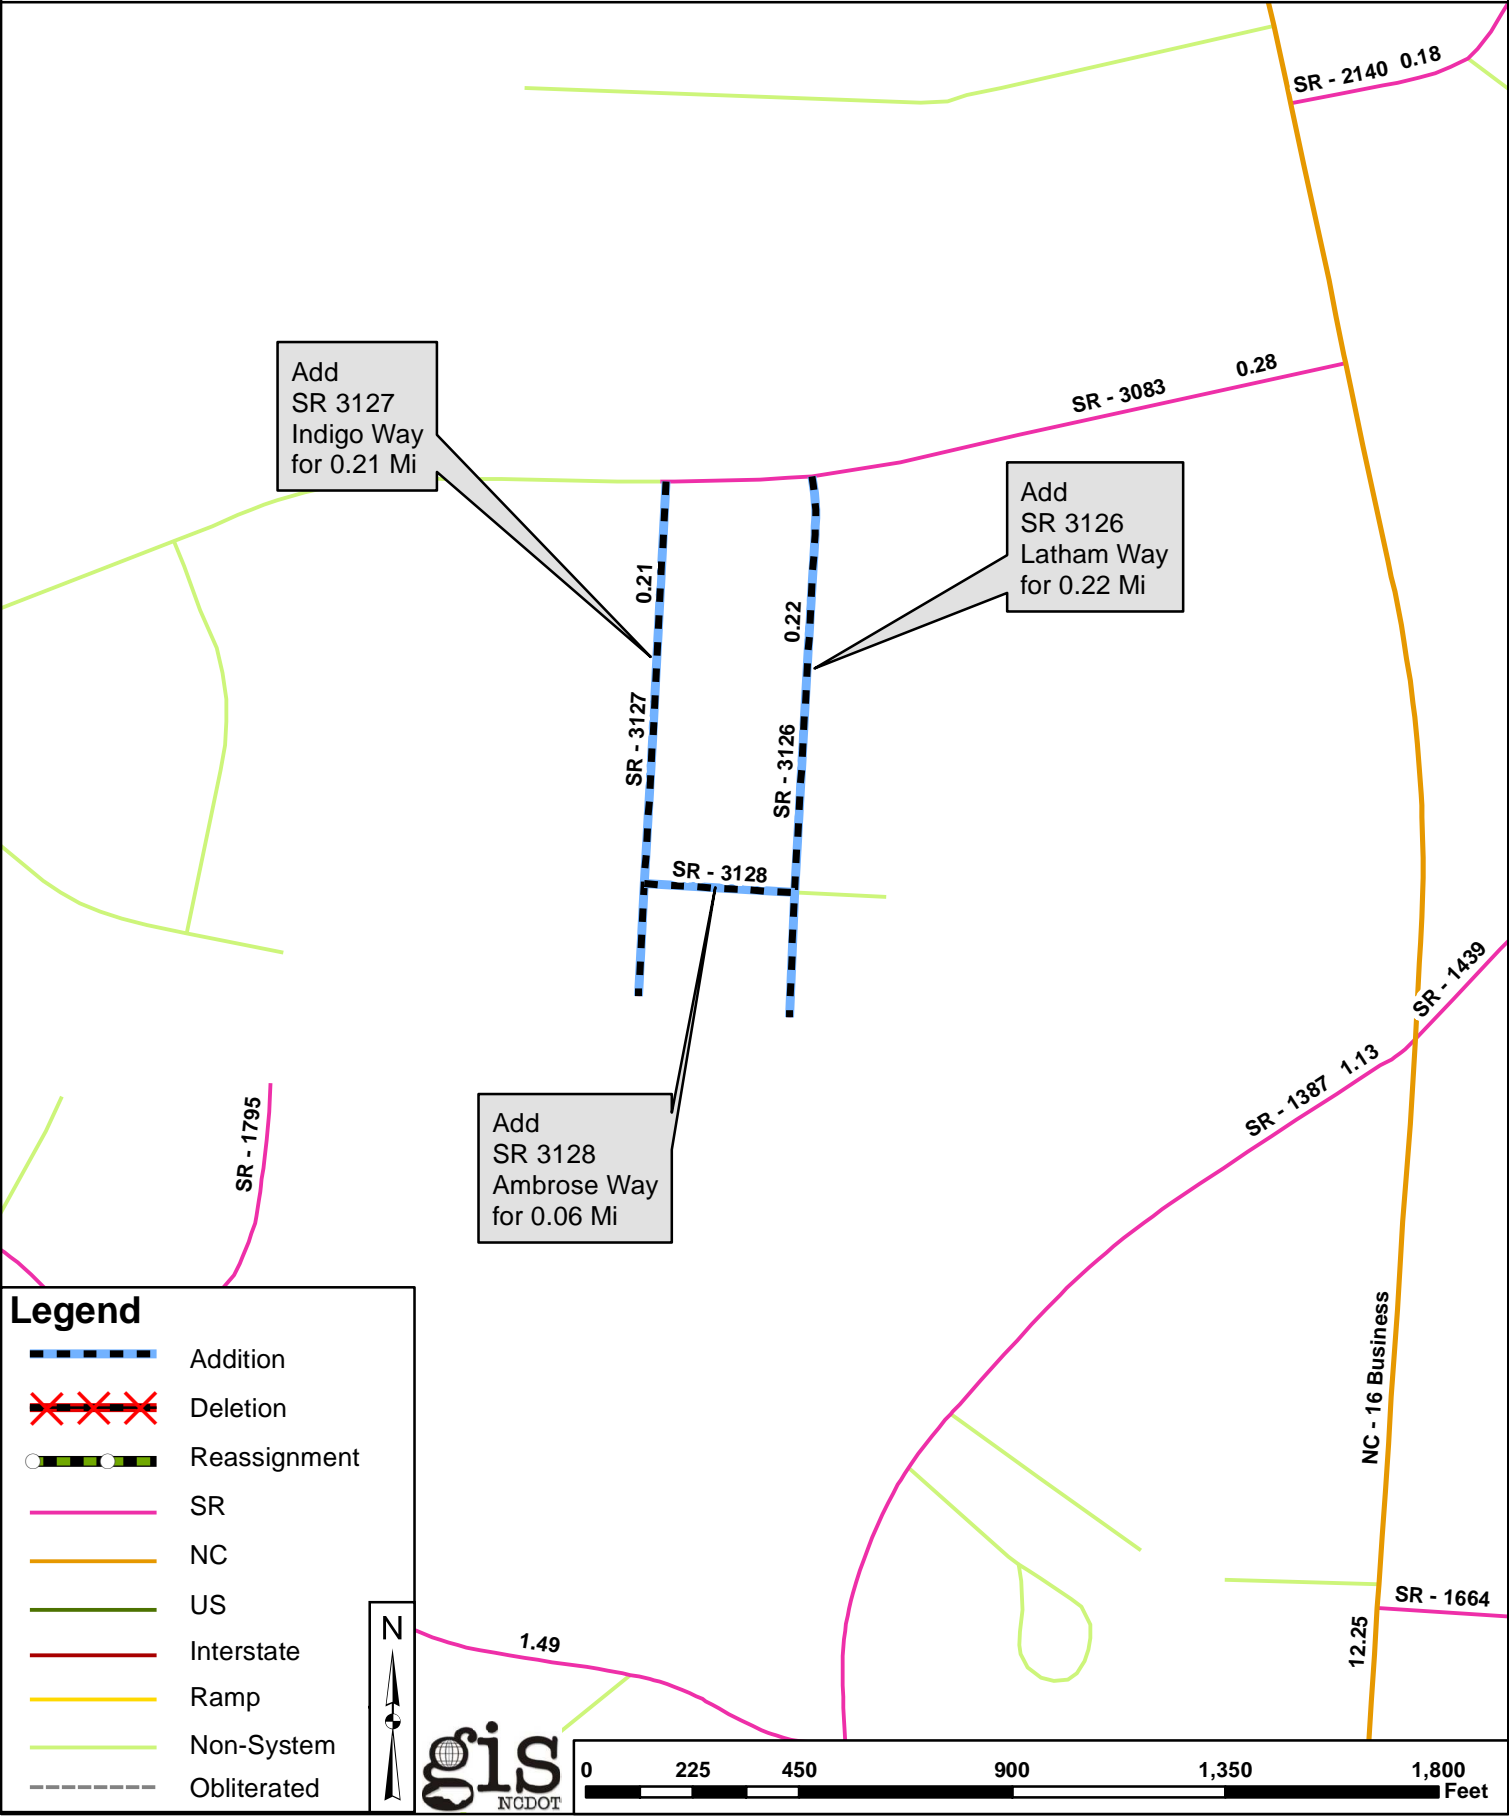 SR - 2140 0.18
Add
SR 3127
Indigo Way
for 0.21 Mi
SR - 3083 0.28
Add
SR 3126
Latham Way
for 0.22 Mi
0.21
0.22
SR - 3127
SR - 3126
SR - 3128
SR - 1439
SR - 1387 1.13
SR - 1795
Add
SR 3128
Ambrose Way
for 0.06 Mi
NC - 16 Business
SR - 1664
12.25
1.49
Legend
Addition
Deletion
Reassignment
SR
NC
US
Interstate
Ramp
Non-System
Obliterated
N
gis
NCDOT
0 225 450 900 1,350 1,800
Feet